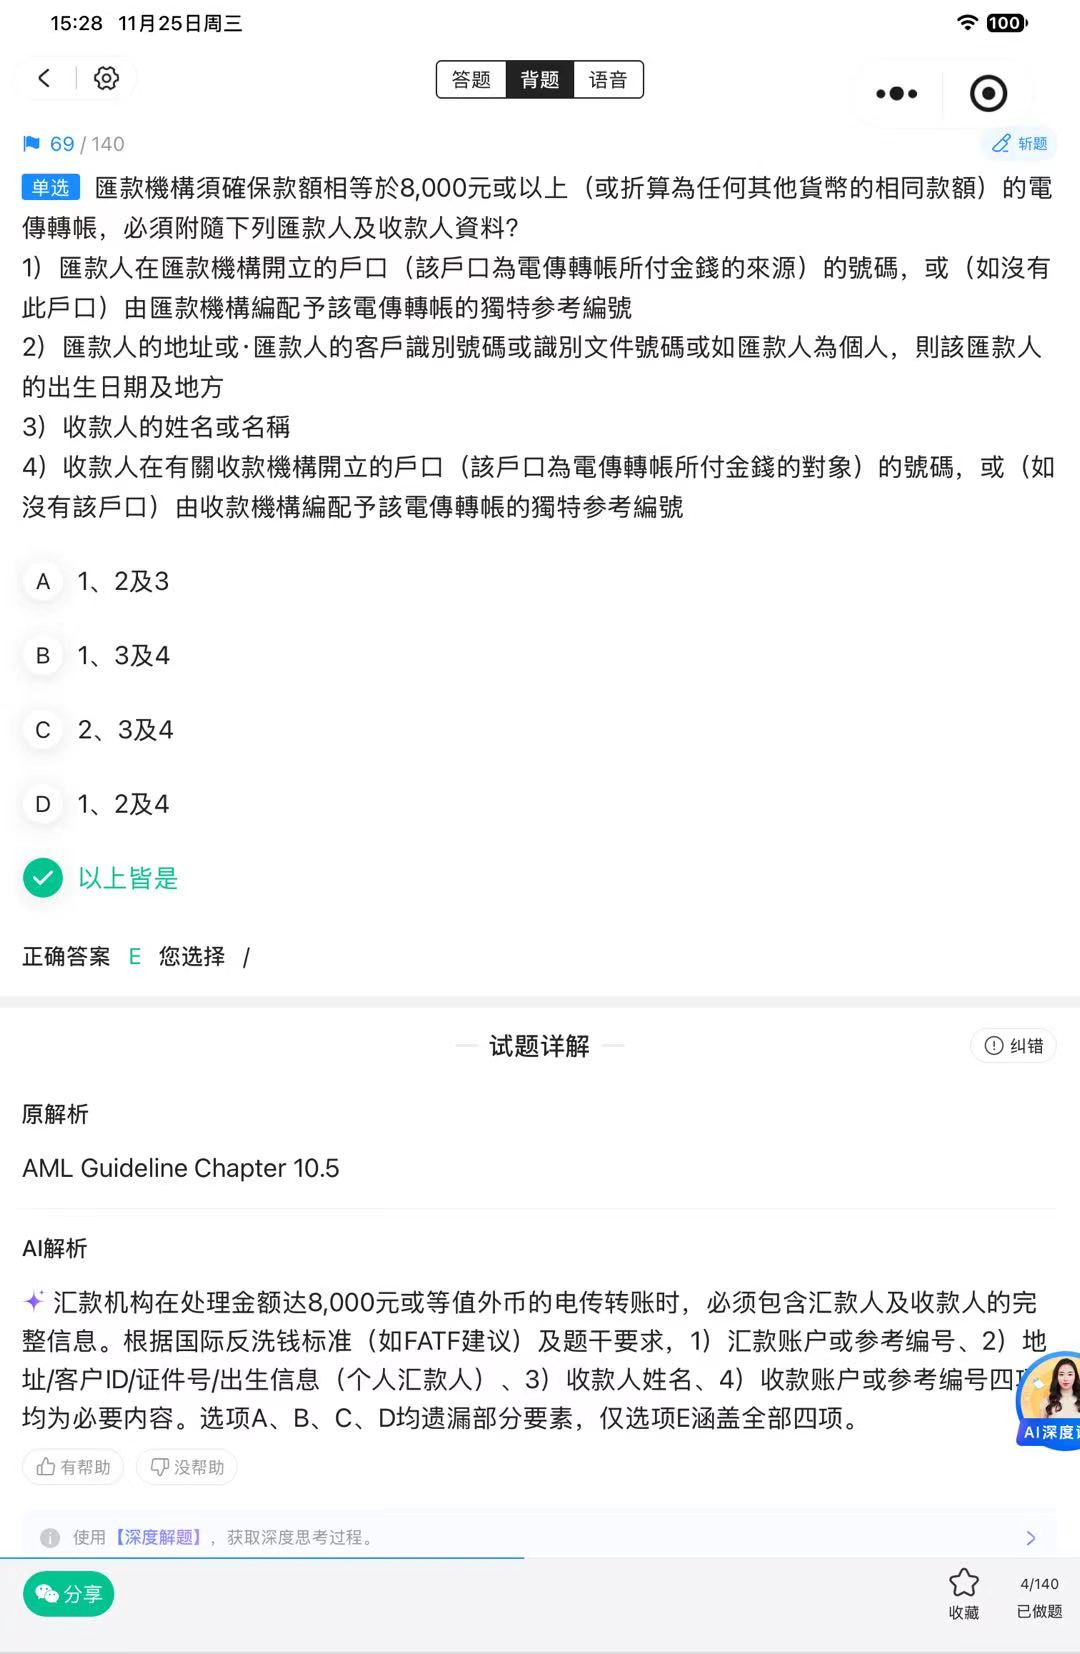 15:28 11月25日周三
100
答题 背题 语音
69 / 140
斩题
单选 匯款機構須確保款額相等於8,000元或以上（或折算為任何其他貨幣的相同款額）的電
傳轉帳，必須附隨下列匯款人及收款人資料?
1）匯款人在匯款機構開立的戶口（該戶口為電傳轉帳所付金錢的來源）的號碼，或（如沒有
此戶口）由匯款機構編配予該電傳轉帳的獨特参考編號
2）匯款人的地址或·匯款人的客戶識別號碼或識別文件號碼或如匯款人為個人，則該匯款人
的出生日期及地方
3）收款人的姓名或名稱
4）收款人在有關收款機構開立的戶口（該戶口為電傳轉帳所付金錢的對象）的號碼，或（如
沒有該戶口）由收款機構編配予該電傳轉帳的獨特参考編號
A 1、2及3
B 1、3及4
C 2、3及4
D 1、2及4
以上皆是
正确答案 E 您选择 /
试题详解
纠错
原解析
AML Guideline Chapter 10.5
AI解析
汇款机构在处理金额达8,000元或等值外币的电传转账时，必须包含汇款人及收款人的完
整信息。根据国际反洗钱标准（如FATF建议）及题干要求，1）汇款账户或参考编号、2）地
址/客户ID/证件号/出生信息（个人汇款人）、3）收款人姓名、4）收款账户或参考编号四
均为必要内容。选项A、B、C、D均遗漏部分要素，仅选项E涵盖全部四项。
AI深度
有帮助 没帮助
使用【深度解题】，获取深度思考过程。
分享
收藏
4/140
已做题